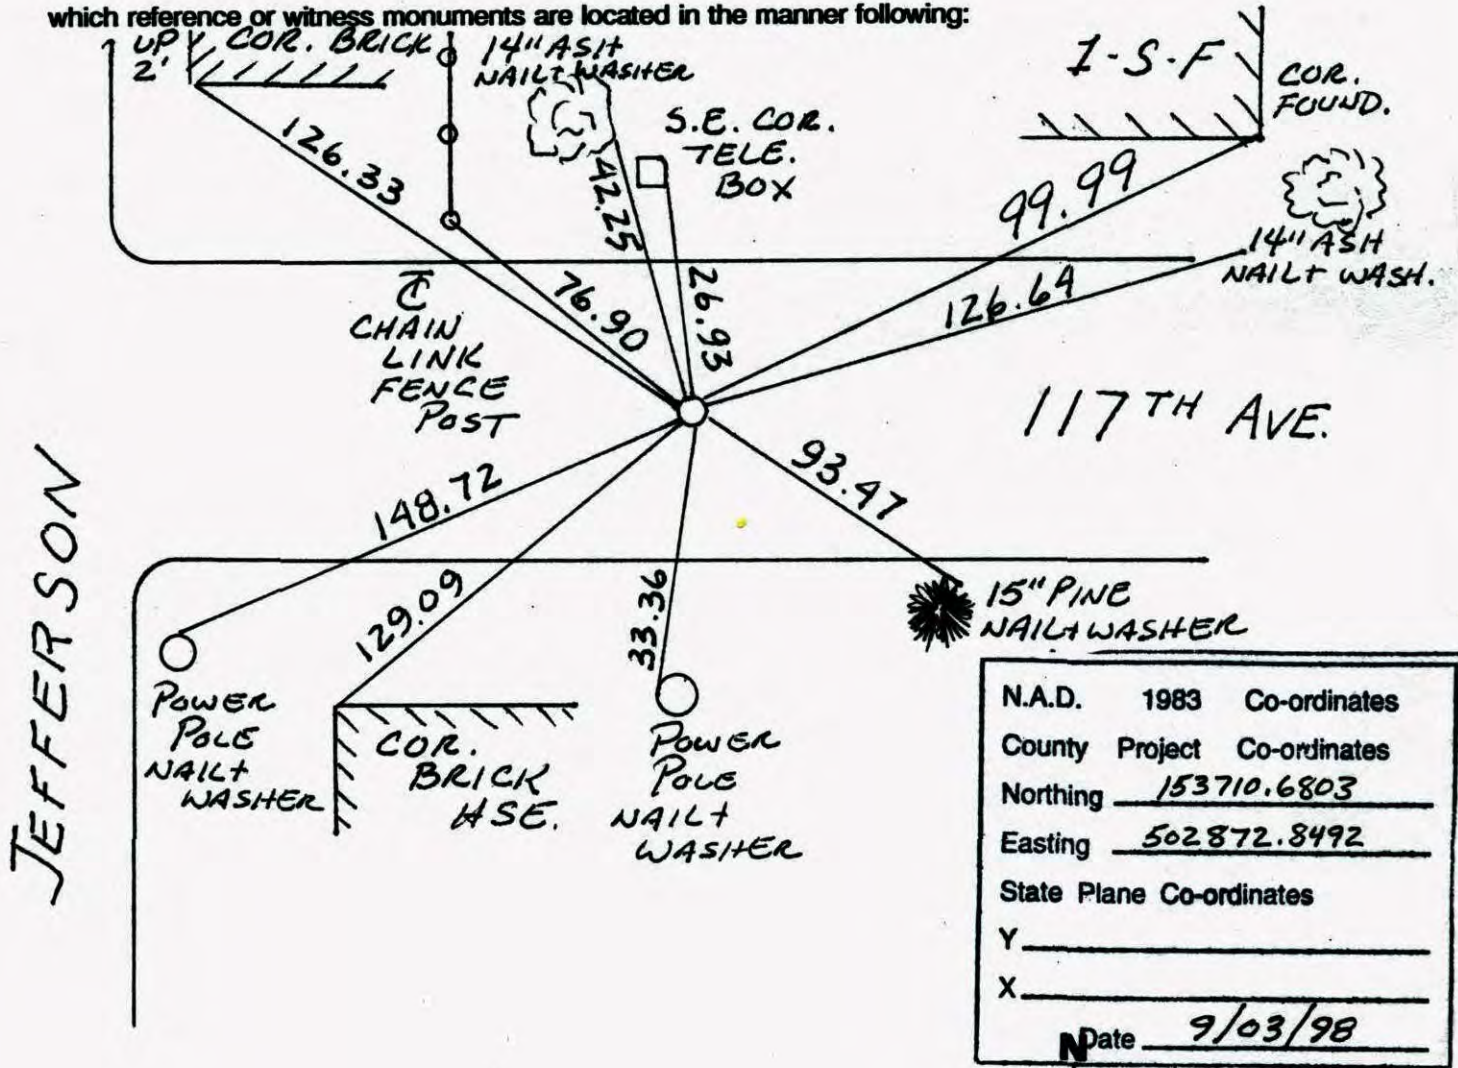 which reference or witness monuments are located in the manner following:
UP
2'
COR. BRICK
14" ASH
NAIL+WASHER
1-S-F
COR.
FOUND.
S.E. COR.
TELE.
BOX
126.33
42.25
99.99
14" ASH
NAIL+ WASH.
76.90
26.93
126.64
℄
CHAIN
LINK
FENCE
POST
117TH AVE.
JEFFERSON
148.72
93.47
129.09
33.36
15" PINE
NAIL+WASHER
POWER
POLE
NAIL+
WASHER
COR.
BRICK
HSE.
POWER
POLE
NAIL+
WASHER
N.A.D. 1983 Co-ordinates
County Project Co-ordinates
Northing 153710.6803
Easting 502872.8492
State Plane Co-ordinates
Y
X
N
Date 9/03/98